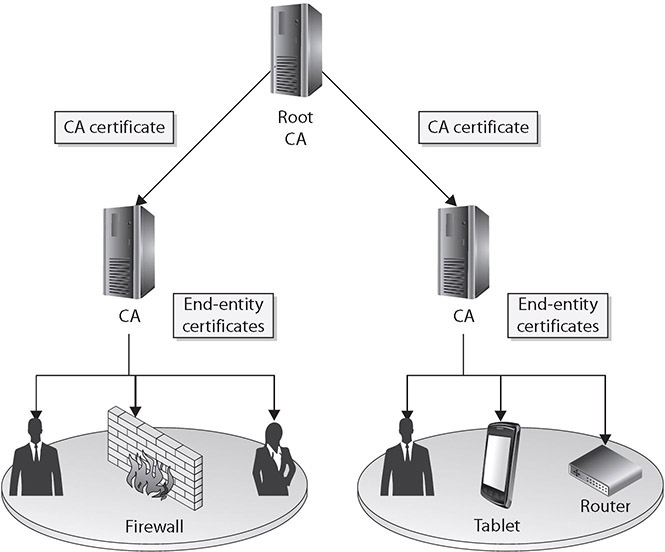 Root
CA
CA certificate
CA certificate
CA
End-entity
certificates
CA
End-entity
certificates
Firewall
Tablet
Router